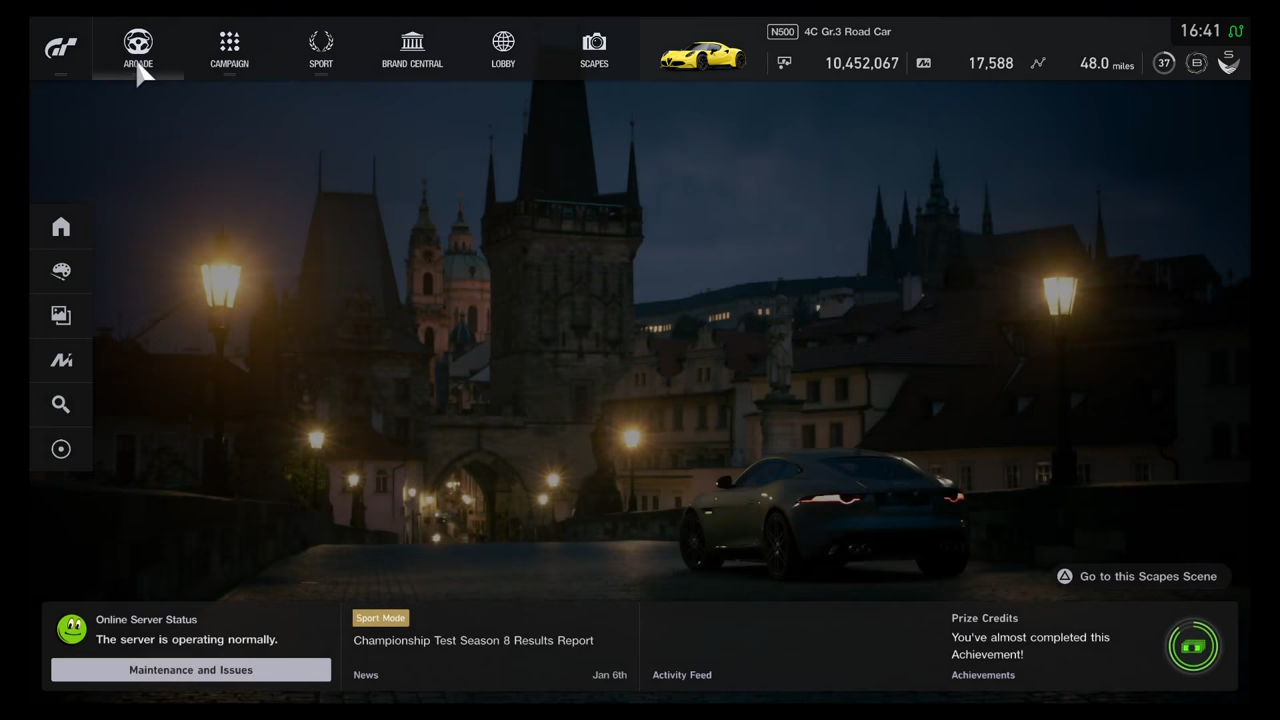 ARCADE
CAMPAIGN
SPORT
BRAND CENTRAL
LOBBY
SCAPES
N500 4C Gr.3 Road Car
16:41
10,452,067
17,588
48.0 miles
37
B
S
Go to this Scapes Scene
Online Server Status
The server is operating normally.
Maintenance and Issues
Sport Mode
Championship Test Season 8 Results Report
News
Jan 6th
Activity Feed
Prize Credits
You've almost completed this
Achievement!
Achievements